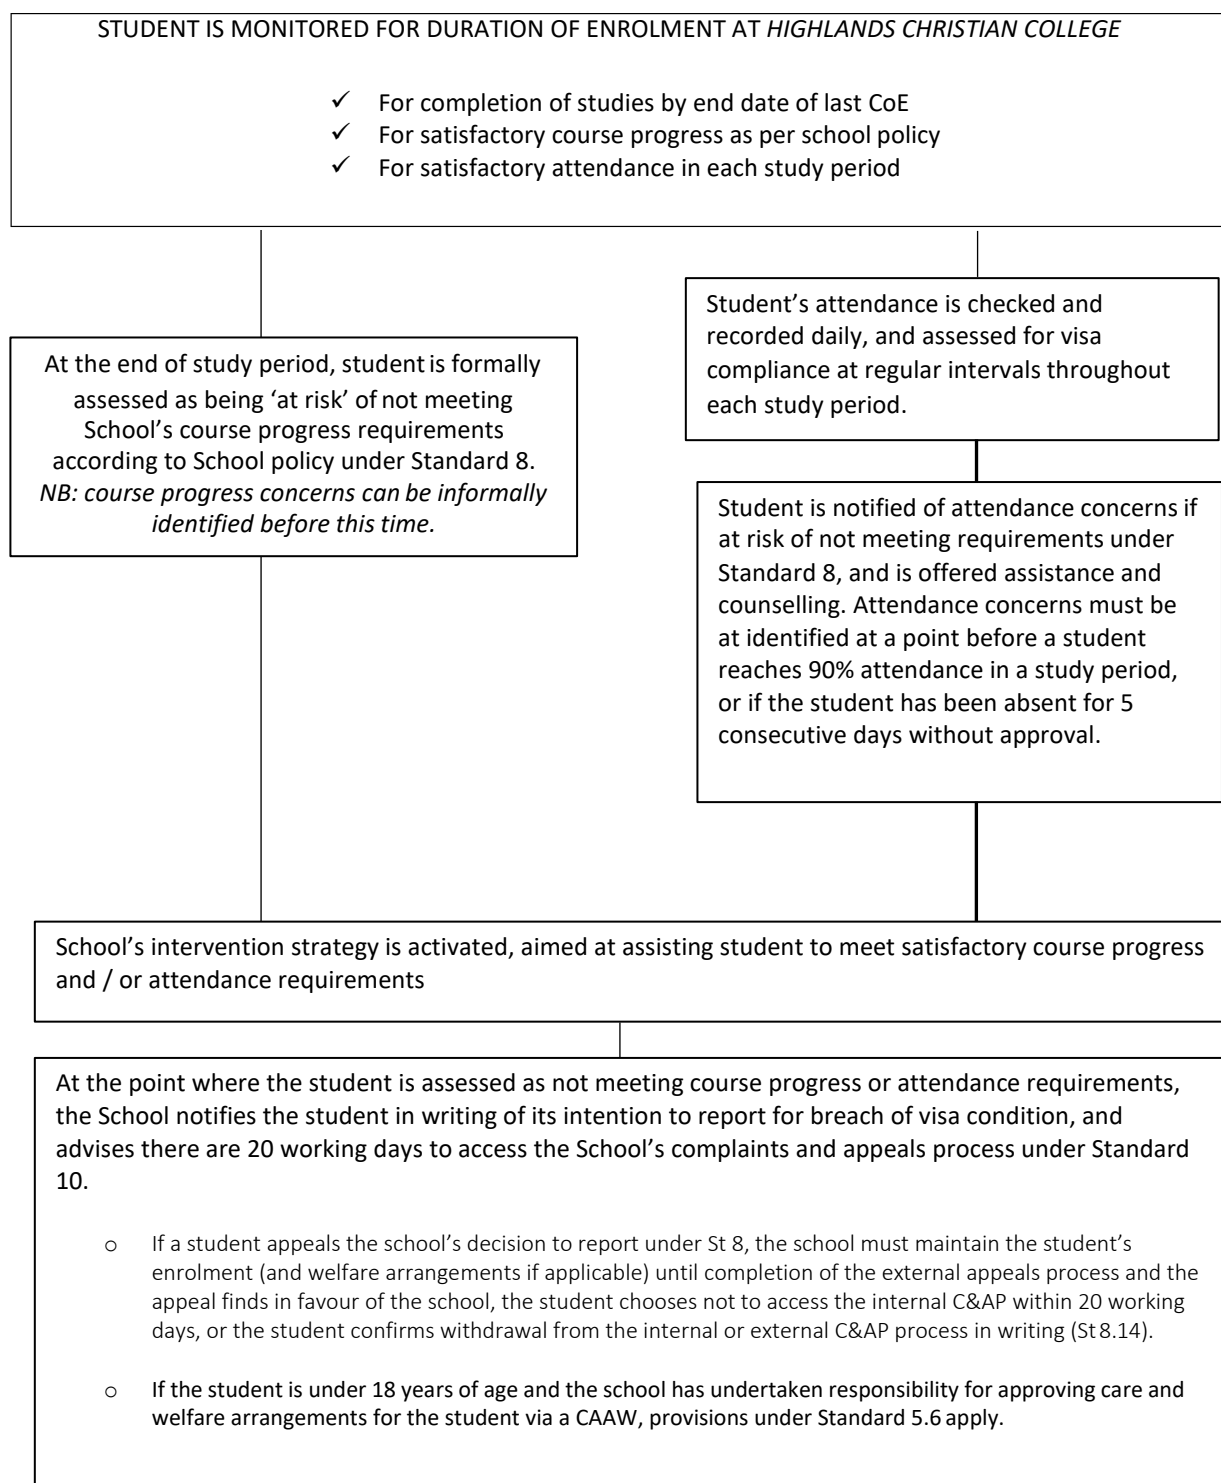 STUDENT IS MONITORED FOR DURATION OF ENROLMENT AT HIGHLANDS CHRISTIAN COLLEGE
✓ For completion of studies by end date of last CoE
✓ For satisfactory course progress as per school policy
✓ For satisfactory attendance in each study period
At the end of study period, student is formally
assessed as being ‘at risk’ of not meeting
School’s course progress requirements
according to School policy under Standard 8.
NB: course progress concerns can be informally
identified before this time.
Student’s attendance is checked and
recorded daily, and assessed for visa
compliance at regular intervals throughout
each study period.
Student is notified of attendance concerns if
at risk of not meeting requirements under
Standard 8, and is offered assistance and
counselling. Attendance concerns must be
at identified at a point before a student
reaches 90% attendance in a study period,
or if the student has been absent for 5
consecutive days without approval.
School’s intervention strategy is activated, aimed at assisting student to meet satisfactory course progress
and / or attendance requirements
At the point where the student is assessed as not meeting course progress or attendance requirements,
the School notifies the student in writing of its intention to report for breach of visa condition, and
advises there are 20 working days to access the School’s complaints and appeals process under Standard
10.
o If a student appeals the school’s decision to report under St 8, the school must maintain the student’s
enrolment (and welfare arrangements if applicable) until completion of the external appeals process and the
appeal finds in favour of the school, the student chooses not to access the internal C&AP within 20 working
days, or the student confirms withdrawal from the internal or external C&AP process in writing (St 8.14).
o If the student is under 18 years of age and the school has undertaken responsibility for approving care and
welfare arrangements for the student via a CAAW, provisions under Standard 5.6 apply.